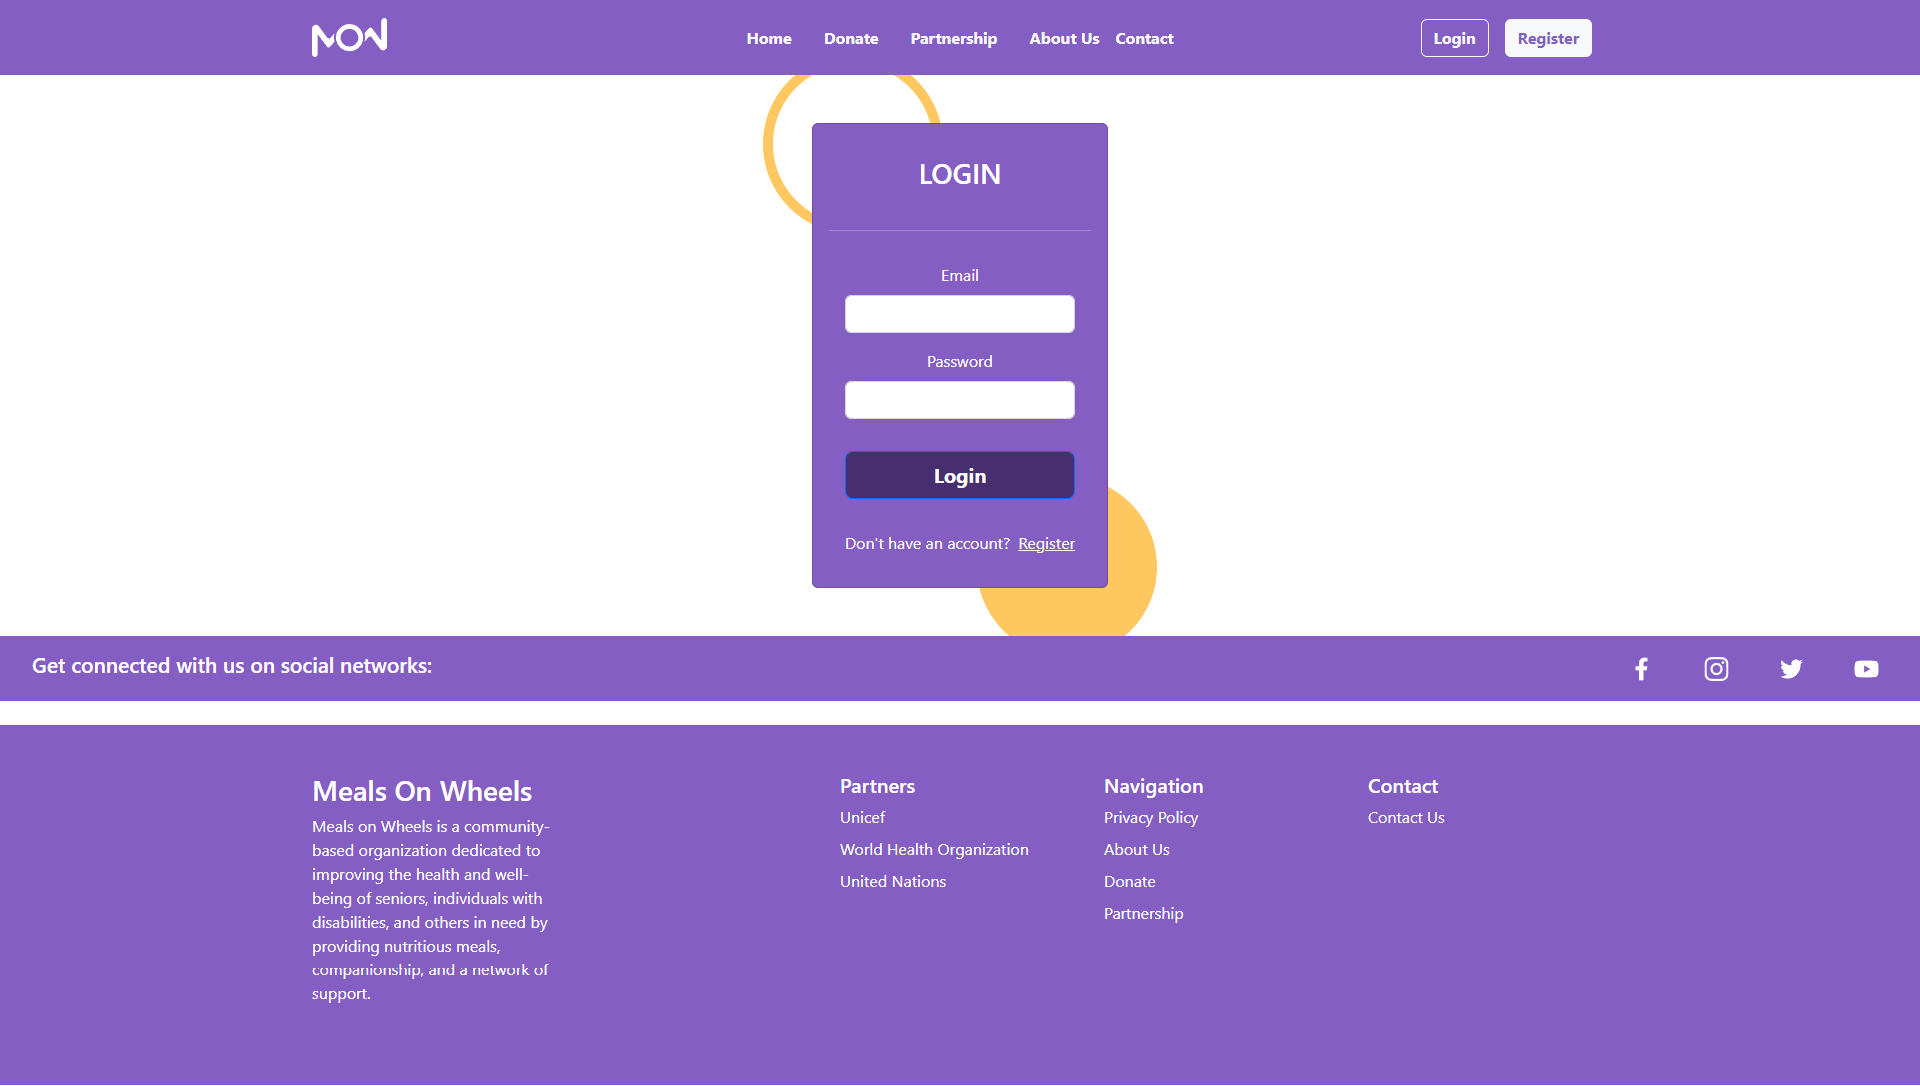 MOW
Home Donate Partnership About Us Contact
Login Register
LOGIN
Email
Password
Login
Don't have an account? Register
Get connected with us on social networks:
Meals On Wheels
Meals on Wheels is a community-
based organization dedicated to
improving the health and well-
being of seniors, individuals with
disabilities, and others in need by
providing nutritious meals,
companionship, and a network of
support.
Partners
Unicef
World Health Organization
United Nations
Navigation
Privacy Policy
About Us
Donate
Partnership
Contact
Contact Us